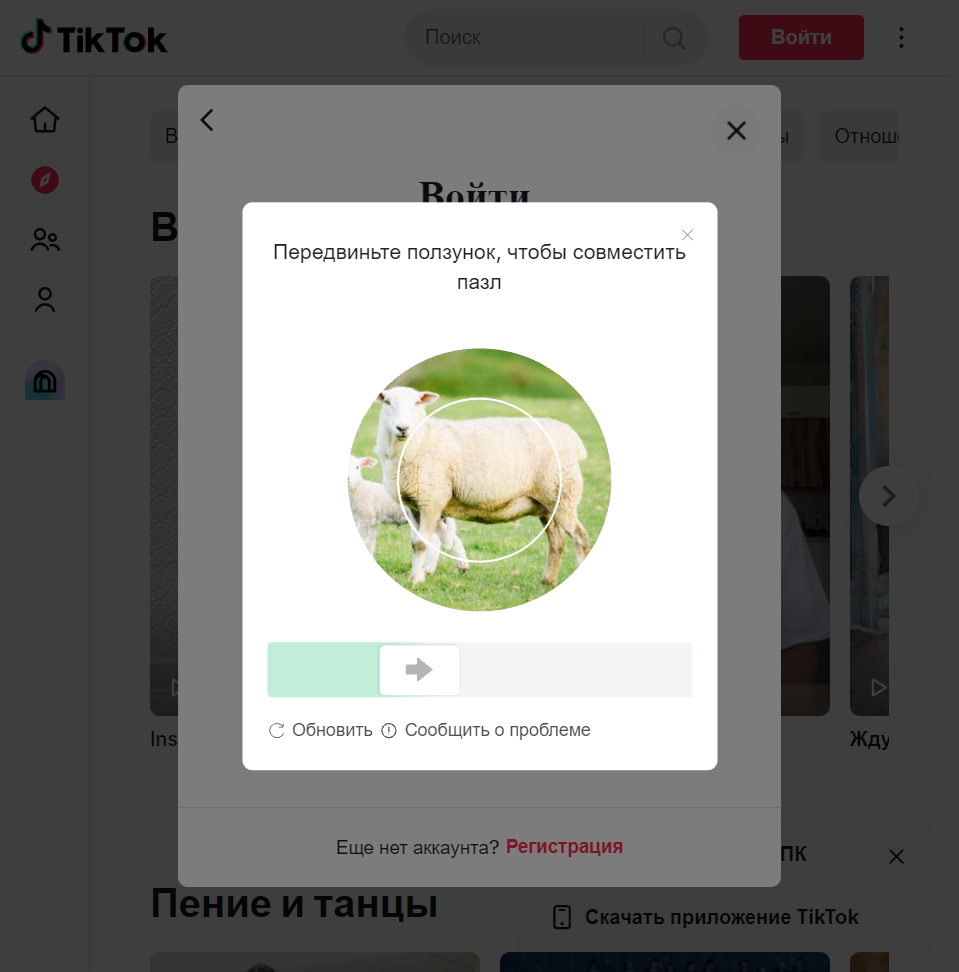 TikTok
Поиск
Войти
В
ы
Отнош
Войти
В
Передвиньте ползунок, чтобы совместить
пазл
Обновить
Сообщить о проблеме
Ins
Жду
Еще нет аккаунта? Регистрация
ПК
Скачать приложение TikTok
Пение и танцы